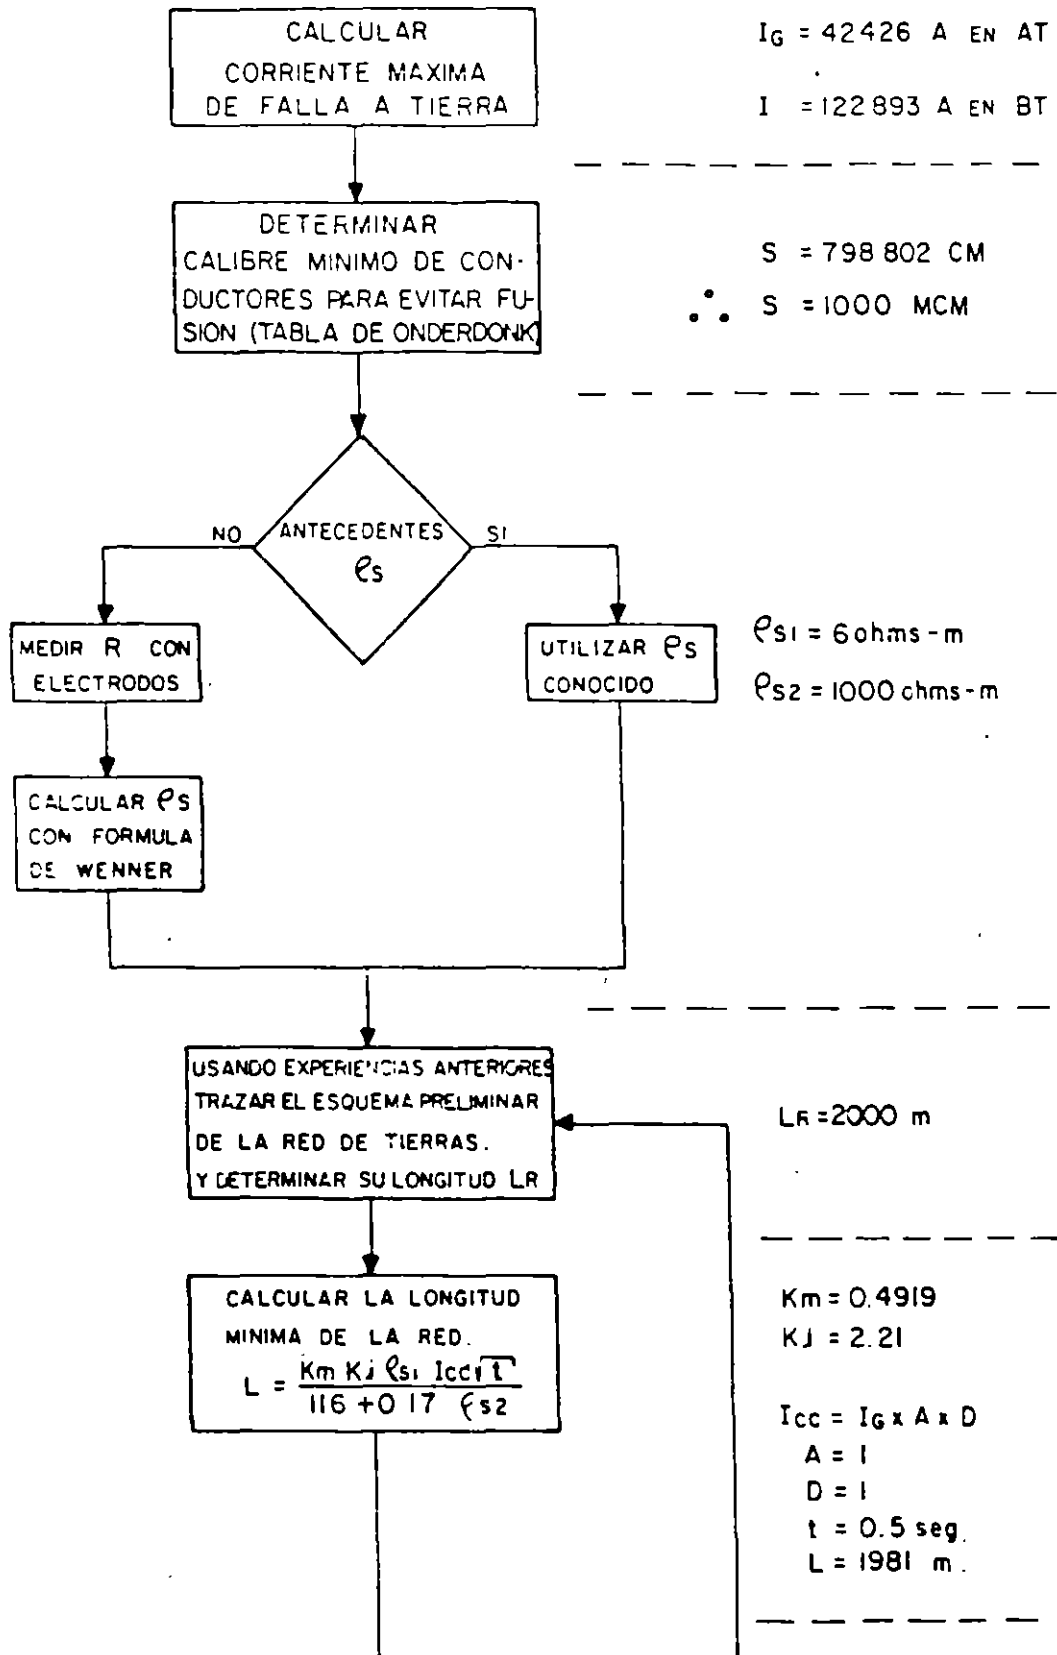 CALCULAR
CORRIENTE MAXIMA
DE FALLA A TIERRA
IG = 42426 A EN AT
I = 122893 A EN BT
DETERMINAR
CALIBRE MINIMO DE CON-
DUCTORES PARA EVITAR FU-
SION (TABLA DE ONDERDONK)
S = 798 802 CM
∴ S = 1000 MCM
ANTECEDENTES
ρs
NO
SI
MEDIR R CON
ELECTRODOS
UTILIZAR ρs
CONOCIDO
ρs1 = 6 ohms-m
ρs2 = 1000 ohms-m
CALCULAR ρs
CON FORMULA
DE WENNER
USANDO EXPERIENCIAS ANTERIORES
TRAZAR EL ESQUEMA PRELIMINAR
DE LA RED DE TIERRAS.
Y DETERMINAR SU LONGITUD LR
LR = 2000 m
CALCULAR LA LONGITUD
MINIMA DE LA RED.
L = Km KJ ρs1 Icc √t / 116 + 0 17 ρs2
Km = 0.4919
KJ = 2.21
Icc = IG x A x D
A = 1
D = 1
t = 0.5 seg.
L = 1981 m.